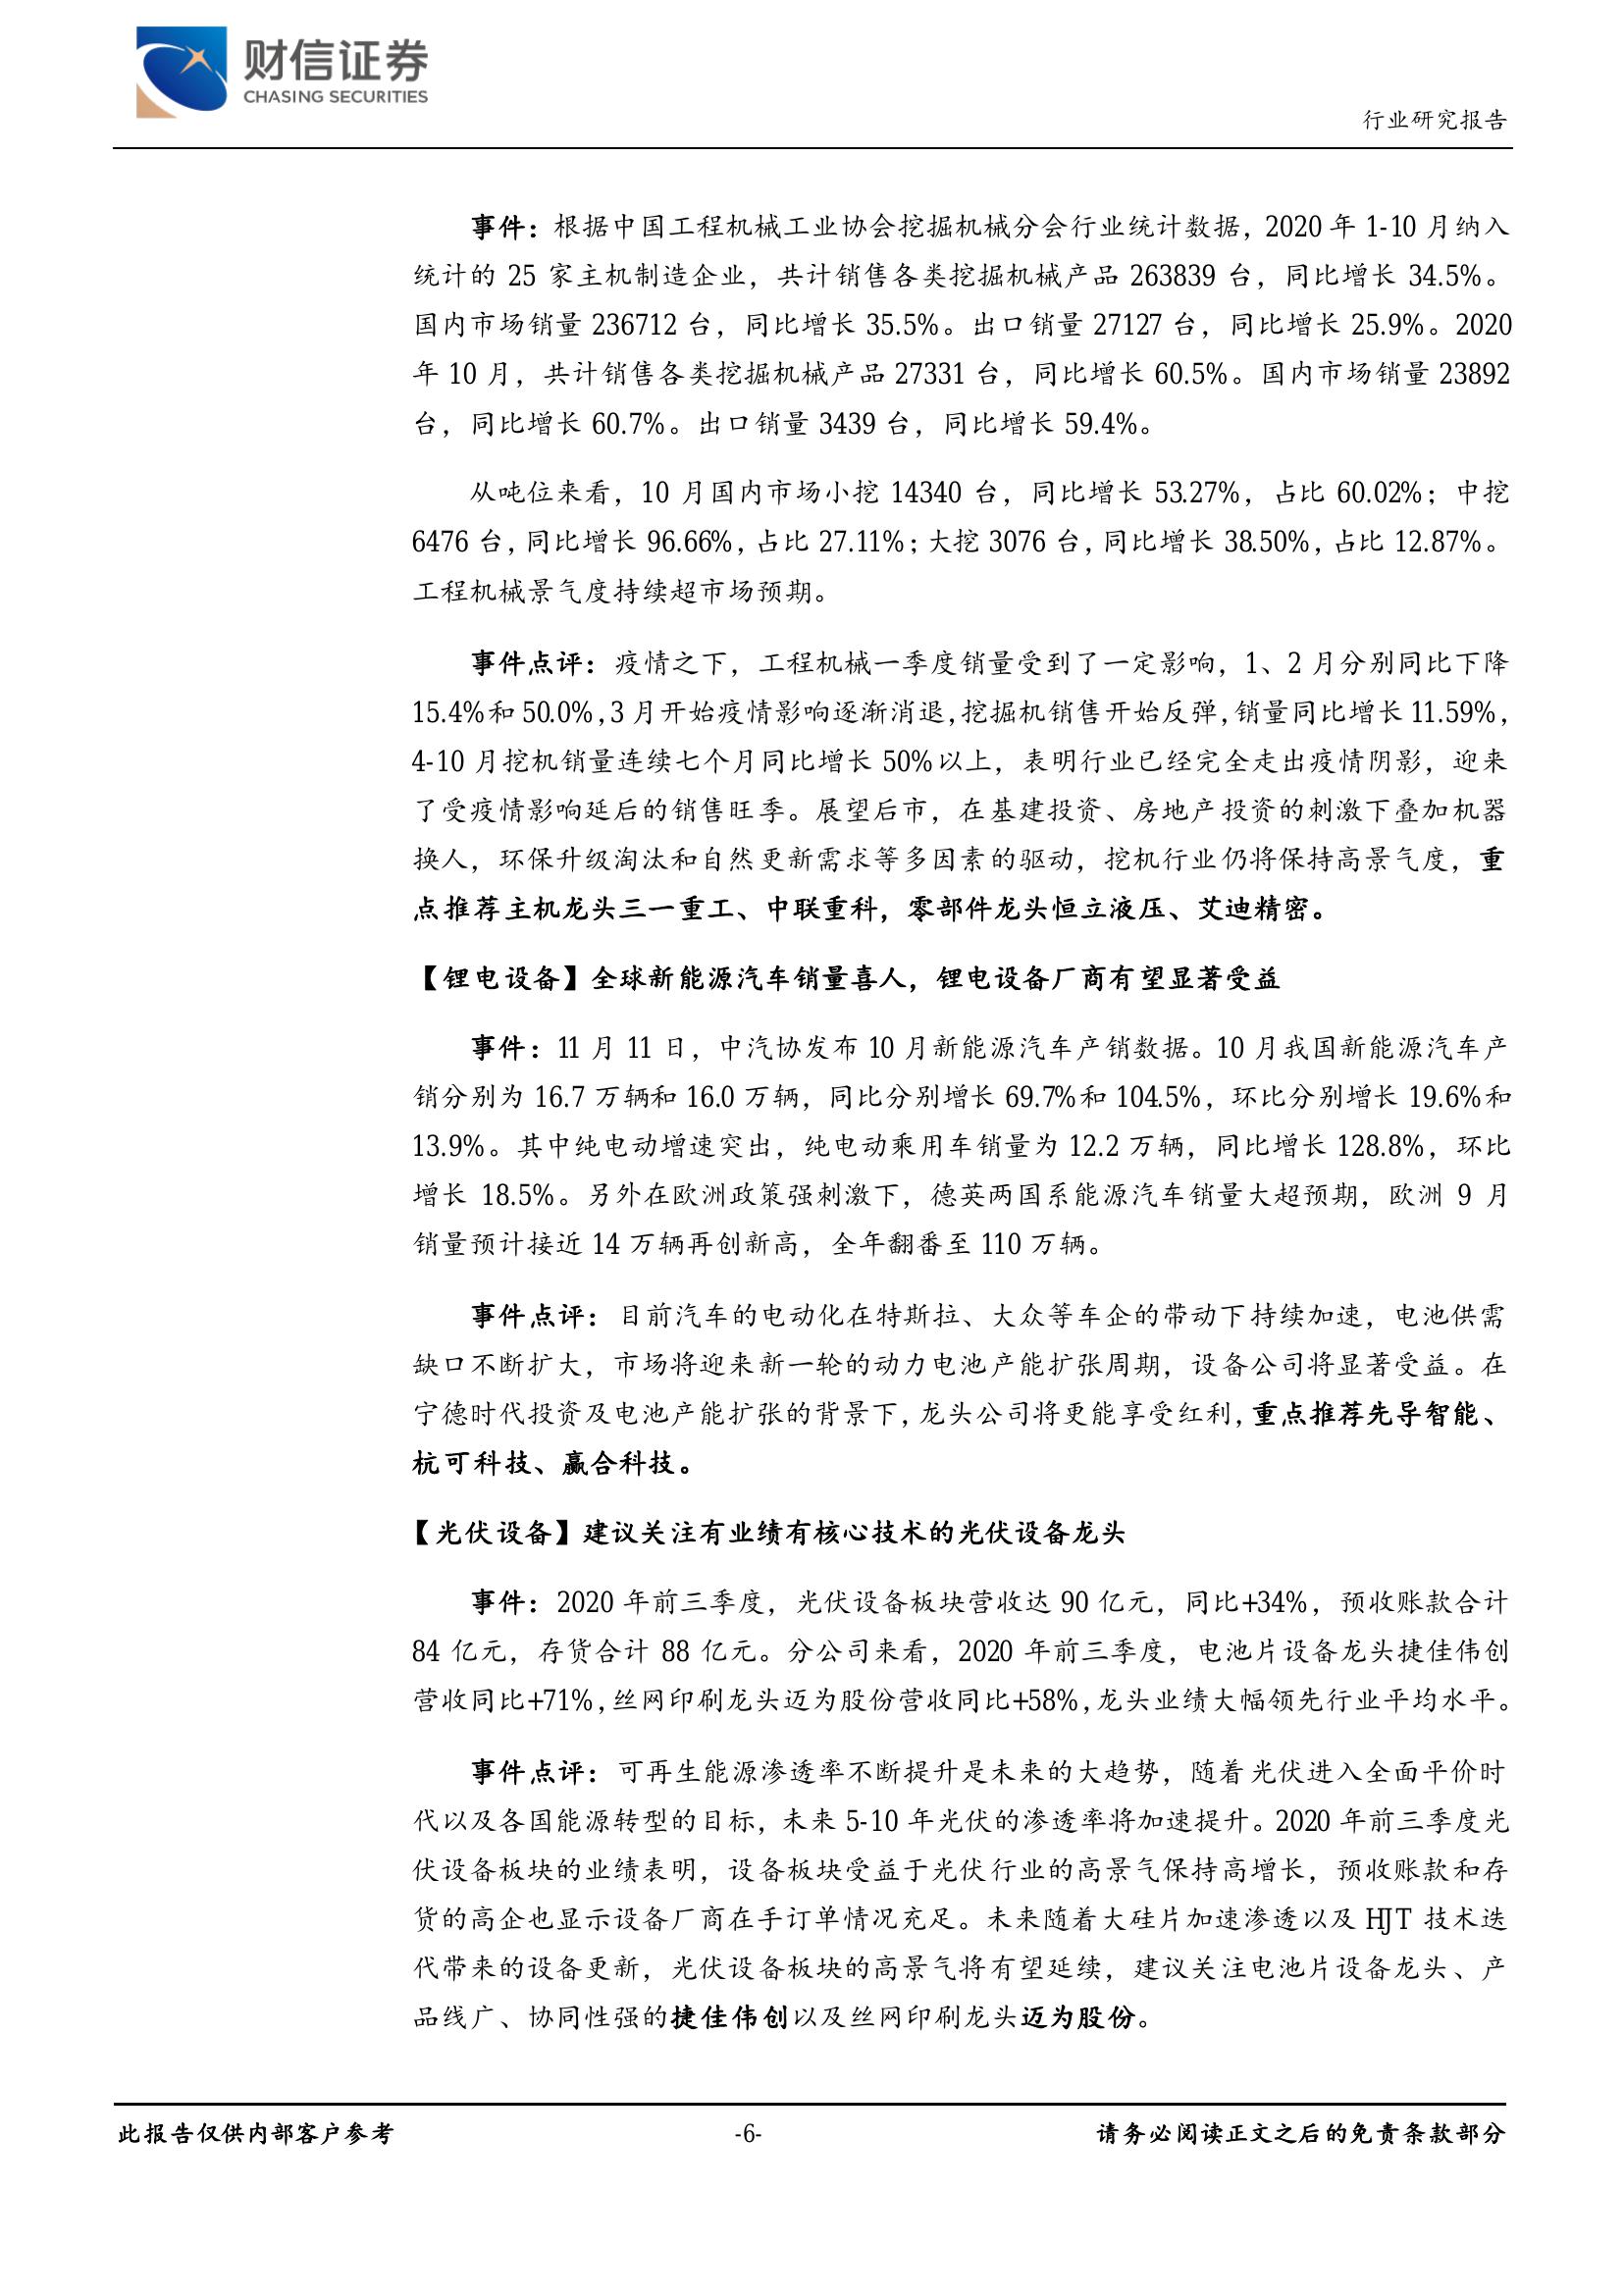 财信证券
CHASING SECURITIES
行业研究报告
事件：根据中国工程机械工业协会挖掘机械分会行业统计数据，2020 年 1-10 月纳入
统计的 25 家主机制造企业，共计销售各类挖掘机械产品 263839 台，同比增长 34.5%。
国内市场销量 236712 台，同比增长 35.5%。出口销量 27127 台，同比增长 25.9%。2020
年 10 月，共计销售各类挖掘机械产品 27331 台，同比增长 60.5%。国内市场销量 23892
台，同比增长 60.7%。出口销量 3439 台，同比增长 59.4%。
从吨位来看，10 月国内市场小挖 14340 台，同比增长 53.27%，占比 60.02%；中挖
6476 台，同比增长 96.66%，占比 27.11%；大挖 3076 台，同比增长 38.50%，占比 12.87%。
工程机械景气度持续超市场预期。
事件点评：疫情之下，工程机械一季度销量受到了一定影响，1、2 月分别同比下降
15.4%和 50.0%，3 月开始疫情影响逐渐消退，挖掘机销售开始反弹，销量同比增长 11.59%，
4-10 月挖机销量连续七个月同比增长 50%以上，表明行业已经完全走出疫情阴影，迎来
了受疫情影响延后的销售旺季。展望后市，在基建投资、房地产投资的刺激下叠加机器
换人，环保升级淘汰和自然更新需求等多因素的驱动，挖机行业仍将保持高景气度，重
点推荐主机龙头三一重工、中联重科，零部件龙头恒立液压、艾迪精密。
【锂电设备】全球新能源汽车销量喜人，锂电设备厂商有望显著受益
事件：11 月 11 日，中汽协发布 10 月新能源汽车产销数据。10 月我国新能源汽车产
销分别为 16.7 万辆和 16.0 万辆，同比分别增长 69.7%和 104.5%，环比分别增长 19.6%和
13.9%。其中纯电动增速突出，纯电动乘用车销量为 12.2 万辆，同比增长 128.8%，环比
增长 18.5%。另外在欧洲政策强刺激下，德英两国系能源汽车销量大超预期，欧洲 9 月
销量预计接近 14 万辆再创新高，全年翻番至 110 万辆。
事件点评：目前汽车的电动化在特斯拉、大众等车企的带动下持续加速，电池供需
缺口不断扩大，市场将迎来新一轮的动力电池产能扩张周期，设备公司将显著受益。在
宁德时代投资及电池产能扩张的背景下，龙头公司将更能享受红利，重点推荐先导智能、
杭可科技、赢合科技。
【光伏设备】建议关注有业绩有核心技术的光伏设备龙头
事件：2020 年前三季度，光伏设备板块营收达 90 亿元，同比+34%，预收账款合计
84 亿元，存货合计 88 亿元。分公司来看，2020 年前三季度，电池片设备龙头捷佳伟创
营收同比+71%，丝网印刷龙头迈为股份营收同比+58%，龙头业绩大幅领先行业平均水平。
事件点评：可再生能源渗透率不断提升是未来的大趋势，随着光伏进入全面平价时
代以及各国能源转型的目标，未来 5-10 年光伏的渗透率将加速提升。2020 年前三季度光
伏设备板块的业绩表明，设备板块受益于光伏行业的高景气保持高增长，预收账款和存
货的高企也显示设备厂商在手订单情况充足。未来随着大硅片加速渗透以及 HJT 技术迭
代带来的设备更新，光伏设备板块的高景气将有望延续，建议关注电池片设备龙头、产
品线广、协同性强的捷佳伟创以及丝网印刷龙头迈为股份。
此报告仅供内部客户参考
-6-
请务必阅读正文之后的免责条款部分